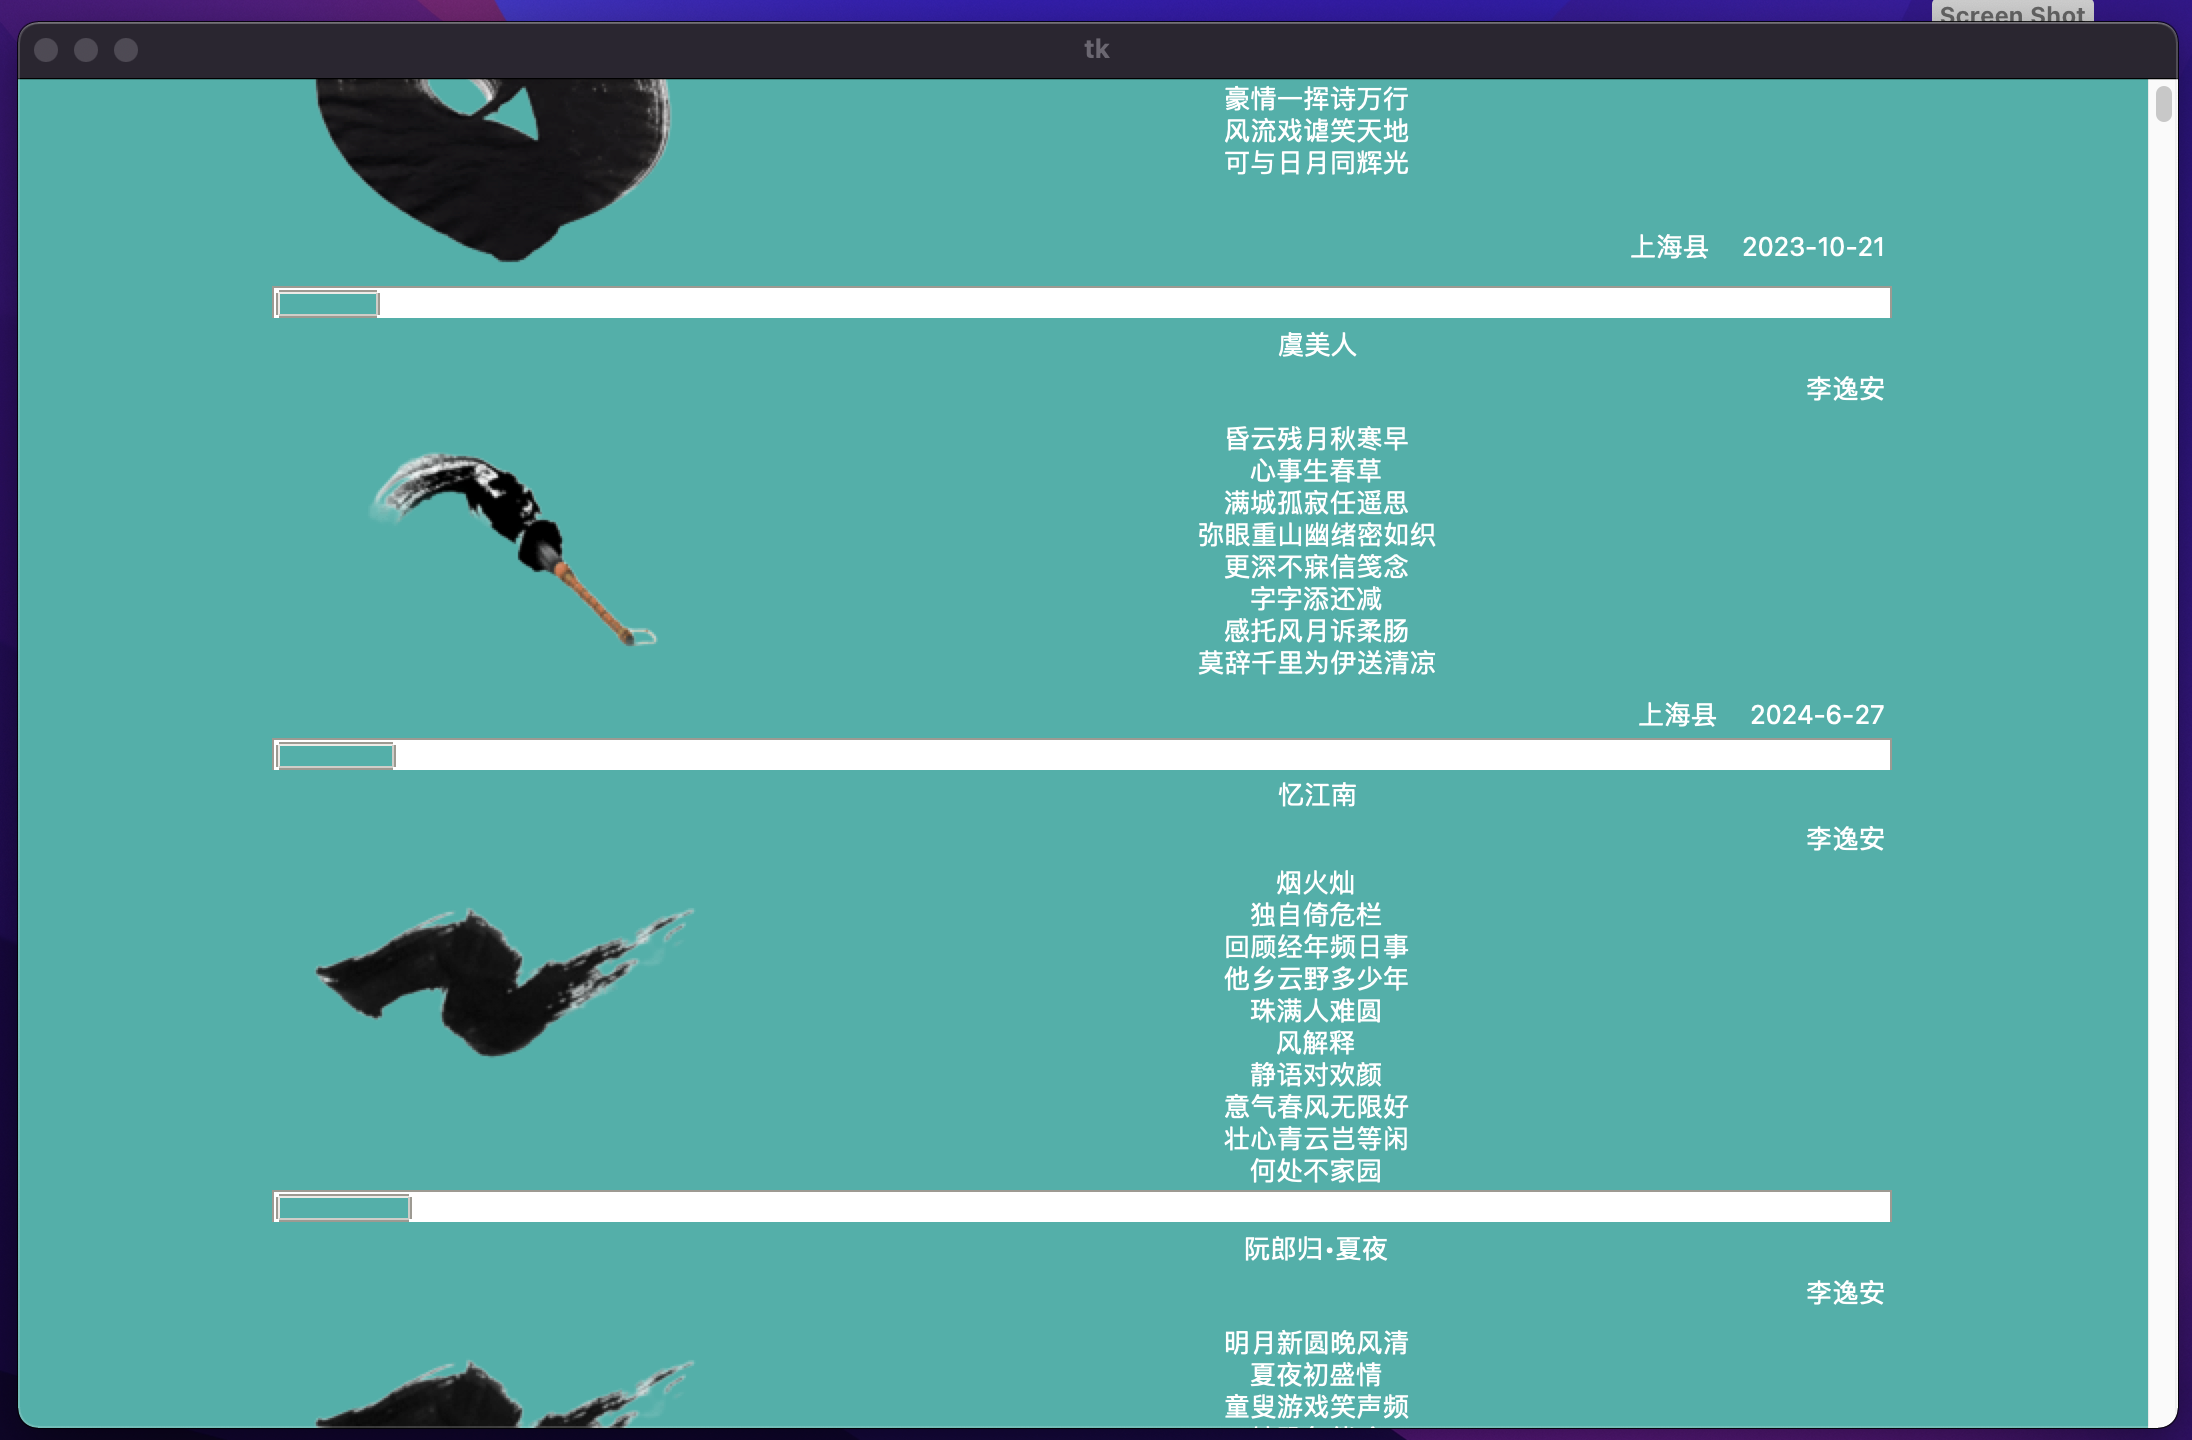 Screen Shot
tk
豪情一挥诗万行
风流戏谑笑天地
可与日月同辉光
上海县 2023-10-21
虞美人
李逸安
昏云残月秋寒早
心事生春草
满城孤寂任遥思
弥眼重山幽绪密如织
更深不寐信笺念
字字添还减
感托风月诉柔肠
莫辞千里为伊送清凉
上海县 2024-6-27
忆江南
李逸安
烟火灿
独自倚危栏
回顾经年频日事
他乡云野多少年
珠满人难圆
风解释
静语对欢颜
意气春风无限好
壮心青云岂等闲
何处不家园
阮郎归•夏夜
李逸安
明月新圆晚风清
夏夜初盛情
童叟游戏笑声频